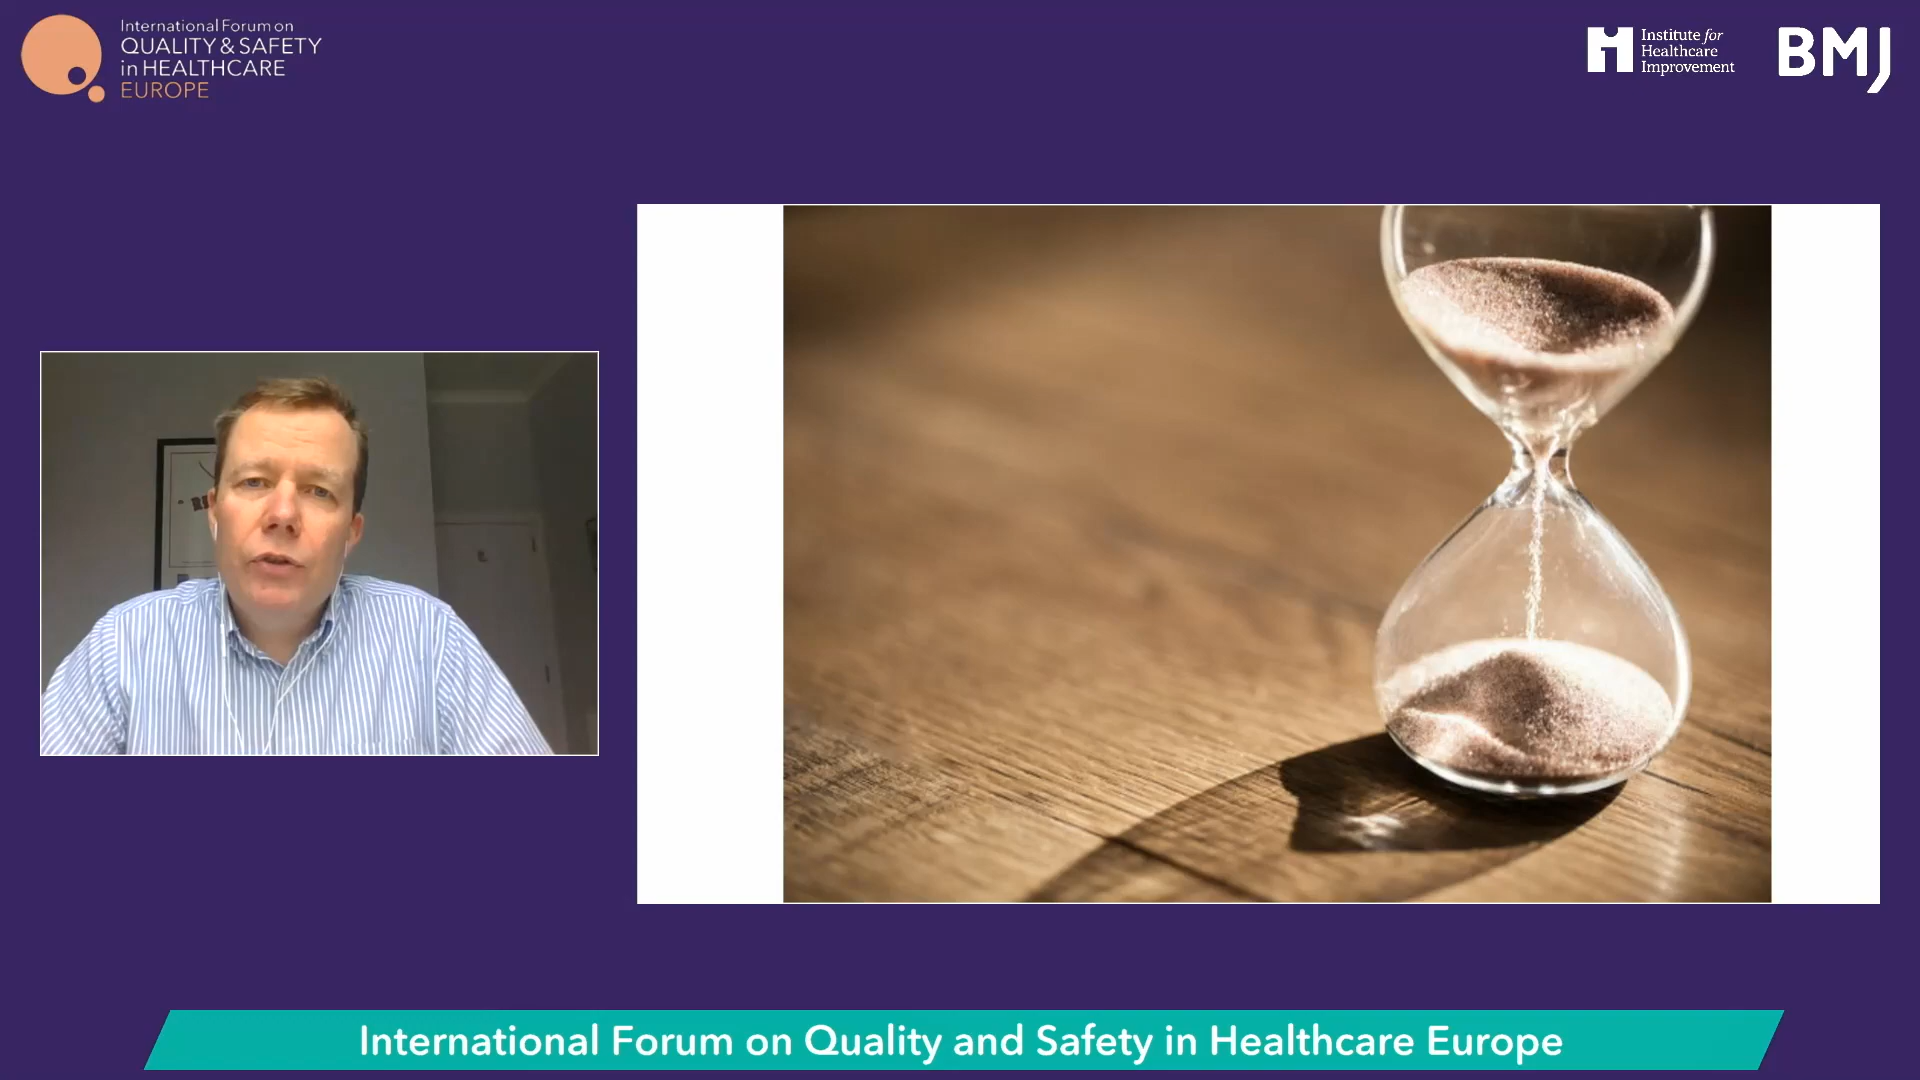 International Forum on
QUALITY & SAFETY
in HEALTHCARE
EUROPE
Institute for
Healthcare
Improvement
BMJ
International Forum on Quality and Safety in Healthcare Europe